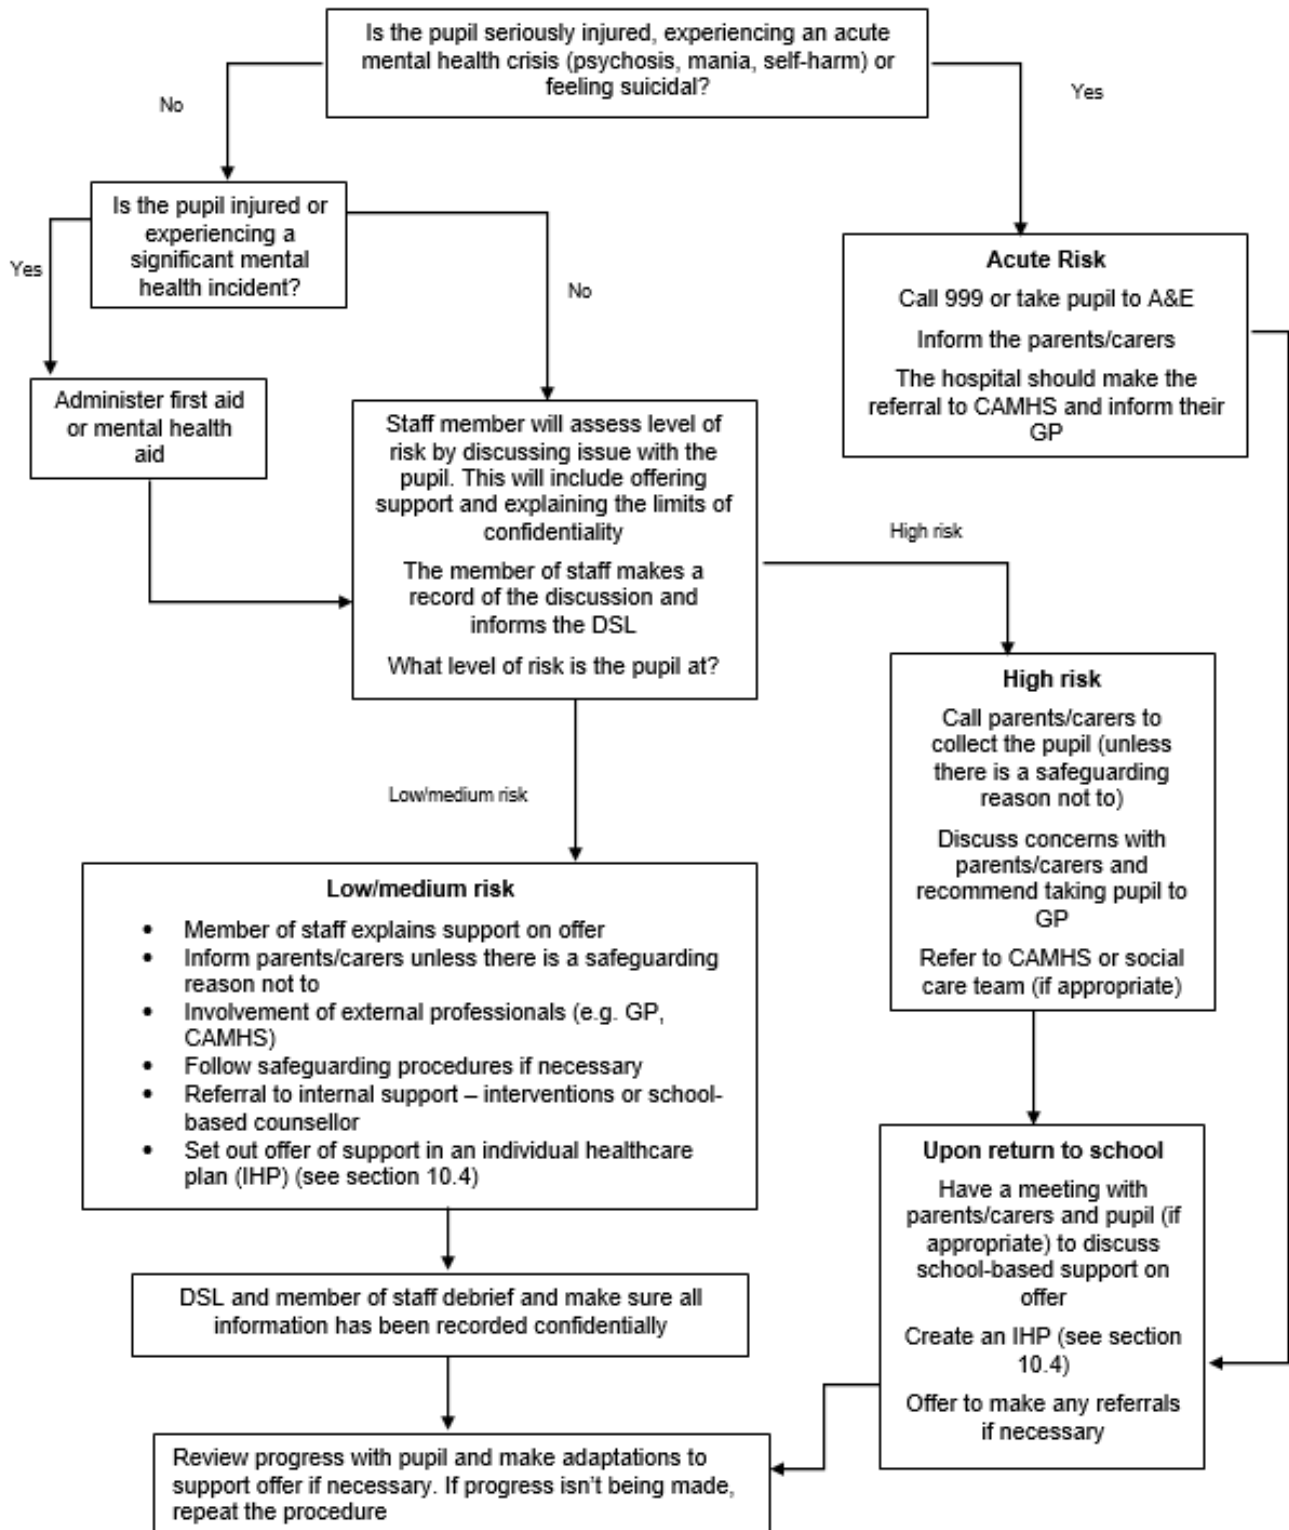 Is the pupil seriously injured, experiencing an acute
mental health crisis (psychosis, mania, self-harm) or
feeling suicidal?
No
Yes
Is the pupil injured or
experiencing a
significant mental
health incident?
Yes
No
Acute Risk
Call 999 or take pupil to A&E
Inform the parents/carers
The hospital should make the
referral to CAMHS and inform their
GP
Administer first aid
or mental health
aid
Staff member will assess level of
risk by discussing issue with the
pupil. This will include offering
support and explaining the limits of
confidentiality
The member of staff makes a
record of the discussion and
informs the DSL
What level of risk is the pupil at?
High risk
Low/medium risk
High risk
Call parents/carers to
collect the pupil (unless
there is a safeguarding
reason not to)
Discuss concerns with
parents/carers and
recommend taking pupil to
GP
Refer to CAMHS or social
care team (if appropriate)
Low/medium risk
• Member of staff explains support on offer
• Inform parents/carers unless there is a safeguarding
reason not to
• Involvement of external professionals (e.g. GP,
CAMHS)
• Follow safeguarding procedures if necessary
• Referral to internal support – interventions or school-
based counsellor
• Set out offer of support in an individual healthcare
plan (IHP) (see section 10.4)
Upon return to school
Have a meeting with
parents/carers and pupil (if
appropriate) to discuss
school-based support on
offer
Create an IHP (see section
10.4)
Offer to make any referrals
if necessary
DSL and member of staff debrief and make sure all
information has been recorded confidentially
Review progress with pupil and make adaptations to
support offer if necessary. If progress isn't being made,
repeat the procedure